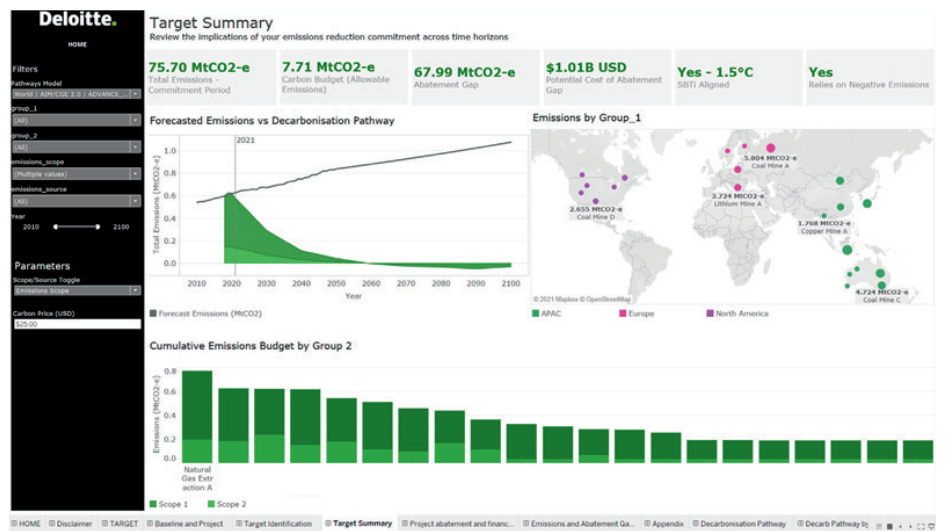 Deloitte.
HOME
Filters
Pathways Model
World | AIM/CGE 2.0 | ADVANCE_...
group_1
(All)
group_2
(All)
emissions_scope
(Multiple values)
emissions_source
(All)
Year
2010 2100
Parameters
Scope/Source Toggle
Emissions Scope
Carbon Price (USD)
$25.00
Target Summary
Review the implications of your emissions reduction commitment across time horizons
75.70 MtCO2-e
Total Emissions -
Commitment Period
7.71 MtCO2-e
Carbon Budget (Allowable
Emissions)
67.99 MtCO2-e
Abatement Gap
$1.01B USD
Potential Cost of Abatement
Gap
Yes - 1.5°C
SBTi Aligned
Yes
Relies on Negative Emissions
Forecasted Emissions vs Decarbonisation Pathway
2021
Total Emissions (MtCO2-e)
1.0
0.8
0.6
0.4
0.2
0.0
2010 2020 2030 2040 2050 2060 2070 2080 2090 2100
Year
Forecast Emissions (MtCO2)
Emissions by Group_1
5.804 MtCO2-e
Coal Mine A
3.724 MtCO2-e
Lithium Mine A
2.655 MtCO2-e
Coal Mine D
1.768 MtCO2-e
Copper Mine A
4.724 MtCO2-e
Coal Mine C
© 2021 Mapbox © OpenStreetMap
APAC Europe North America
Cumulative Emissions Budget by Group 2
Emissions (MtCO2-e)
0.8
0.6
0.4
0.2
0.0
Natural
Gas Extr
action A
Scope 1 Scope 2
HOME Disclaimer TARGET Baseline and Project Target Identification Target Summary Project abatement and financ... Emissions and Abatement Ga... Appendix Decarbonisation Pathway Decarb Pathway by